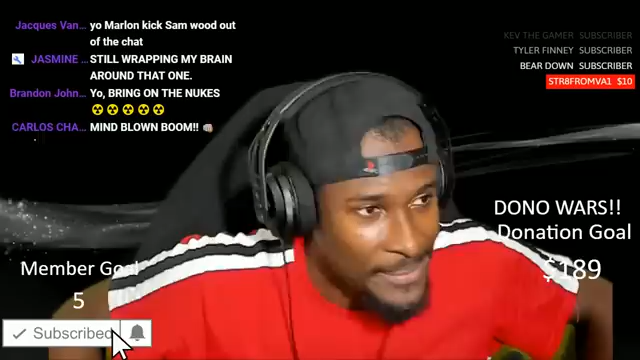 Jacques Van… yo Marlon kick Sam wood out
of the chat
JASMINE … STILL WRAPPING MY BRAIN
AROUND THAT ONE.
Brandon John… Yo, BRING ON THE NUKES
CARLOS CHA… MIND BLOWN BOOM!!
KEV THE GAMER SUBSCRIBER
TYLER FINNEY SUBSCRIBER
BEAR DOWN SUBSCRIBER
STR8FROMVA1 $10
DONO WARS!!
Donation Goal
$189
Member Goal
5
Subscribed